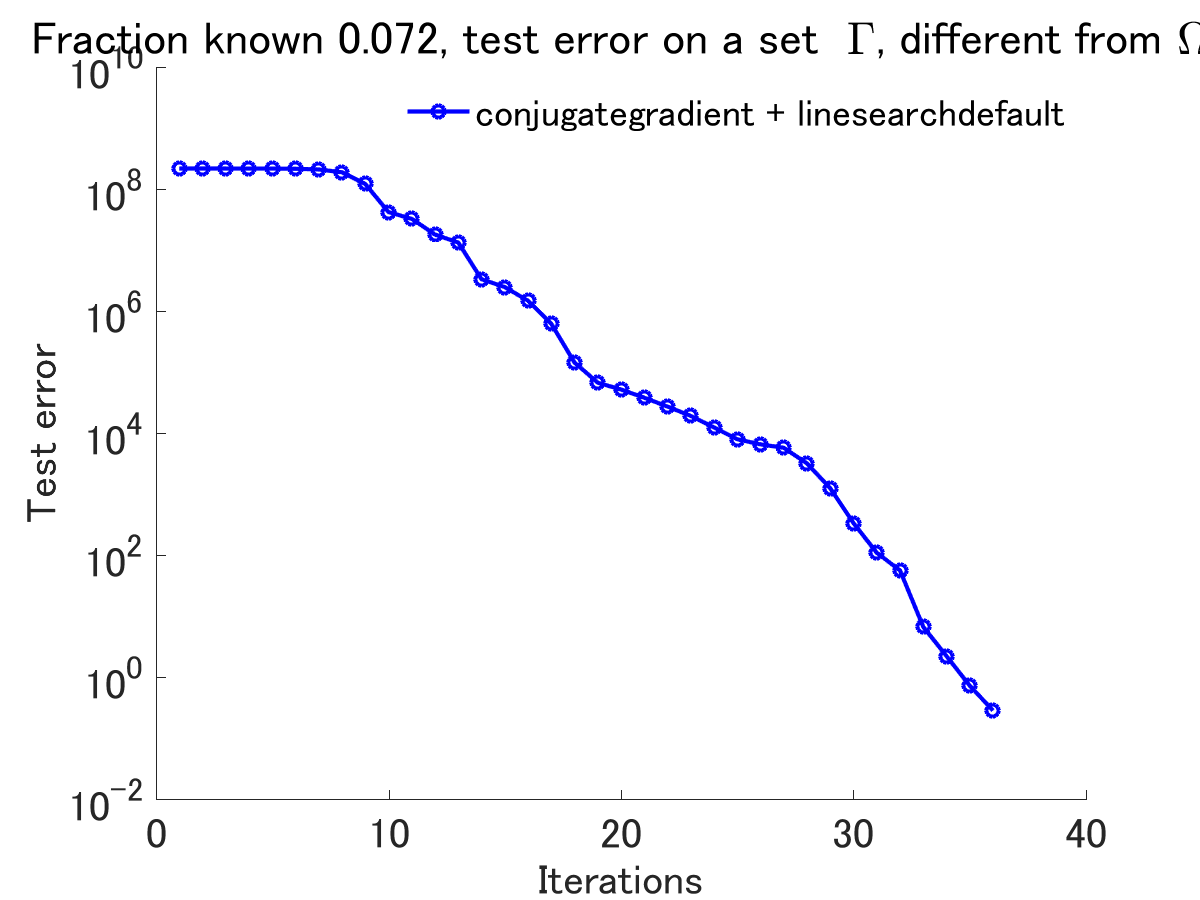 Fraction known 0.072, test error on a set Γ, different from Ω
10^10
conjugategradient + linesearchdefault
10^8
10^6
10^4
10^2
10^0
10^−2
Test error
0 10 20 30 40
Iterations